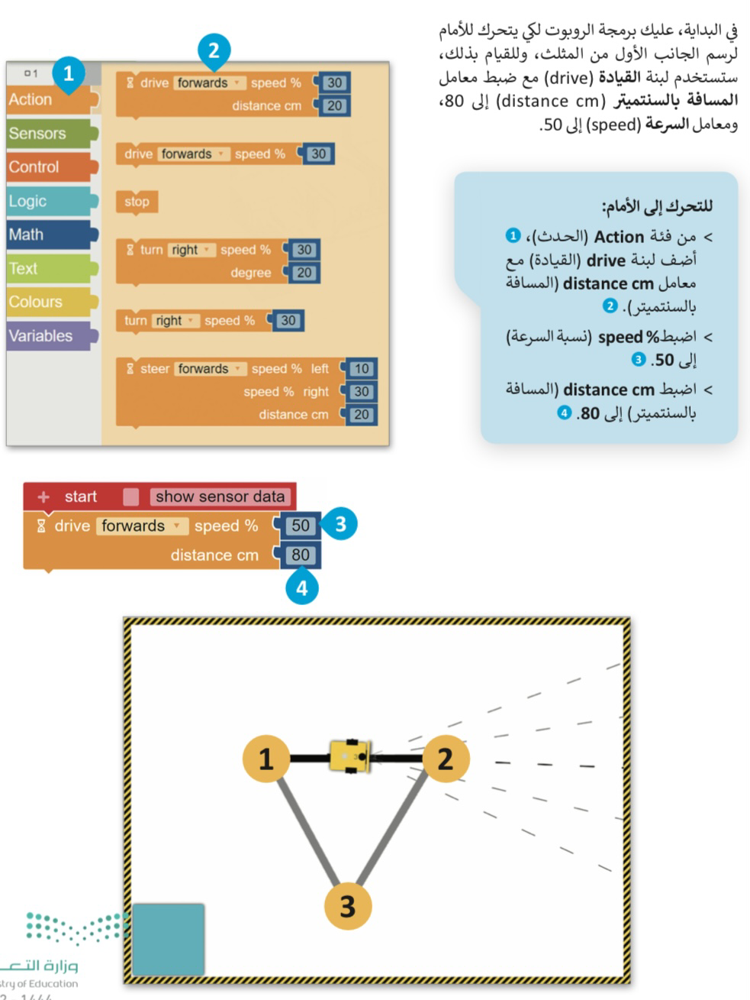 في البداية، عليك برمجة الروبوت لكي يتحرك للأمام
لرسم الجانب الأول من المثلث، وللقيام بذلك،
ستستخدم لبنة القيادة (drive) مع ضبط معامل
المسافة بالسنتميتر (distance cm) إلى 80،
ومعامل السرعة (speed) إلى 50.
للتحرك إلى الأمام:
> من فئة Action (الحدث)، 1
أضف لبنة drive (القيادة) مع
معامل distance cm (المسافة
بالسنتميتر). 2
> اضبط speed % (نسبة السرعة)
إلى 50. 3
> اضبط distance cm (المسافة
بالسنتميتر) إلى 80. 4
1
1
2
Action
Sensors
Control
Logic
Math
Text
Colours
Variables
drive forwards speed % 30
distance cm 20
drive forwards speed % 30
stop
turn right speed % 30
degree 20
turn right speed % 30
steer forwards speed % left 10
speed % right 30
distance cm 20
+ start show sensor data
drive forwards speed % 50 3
distance cm 80
4
1 2
3
وزارة التعـ
stry of Education
2 - 1444